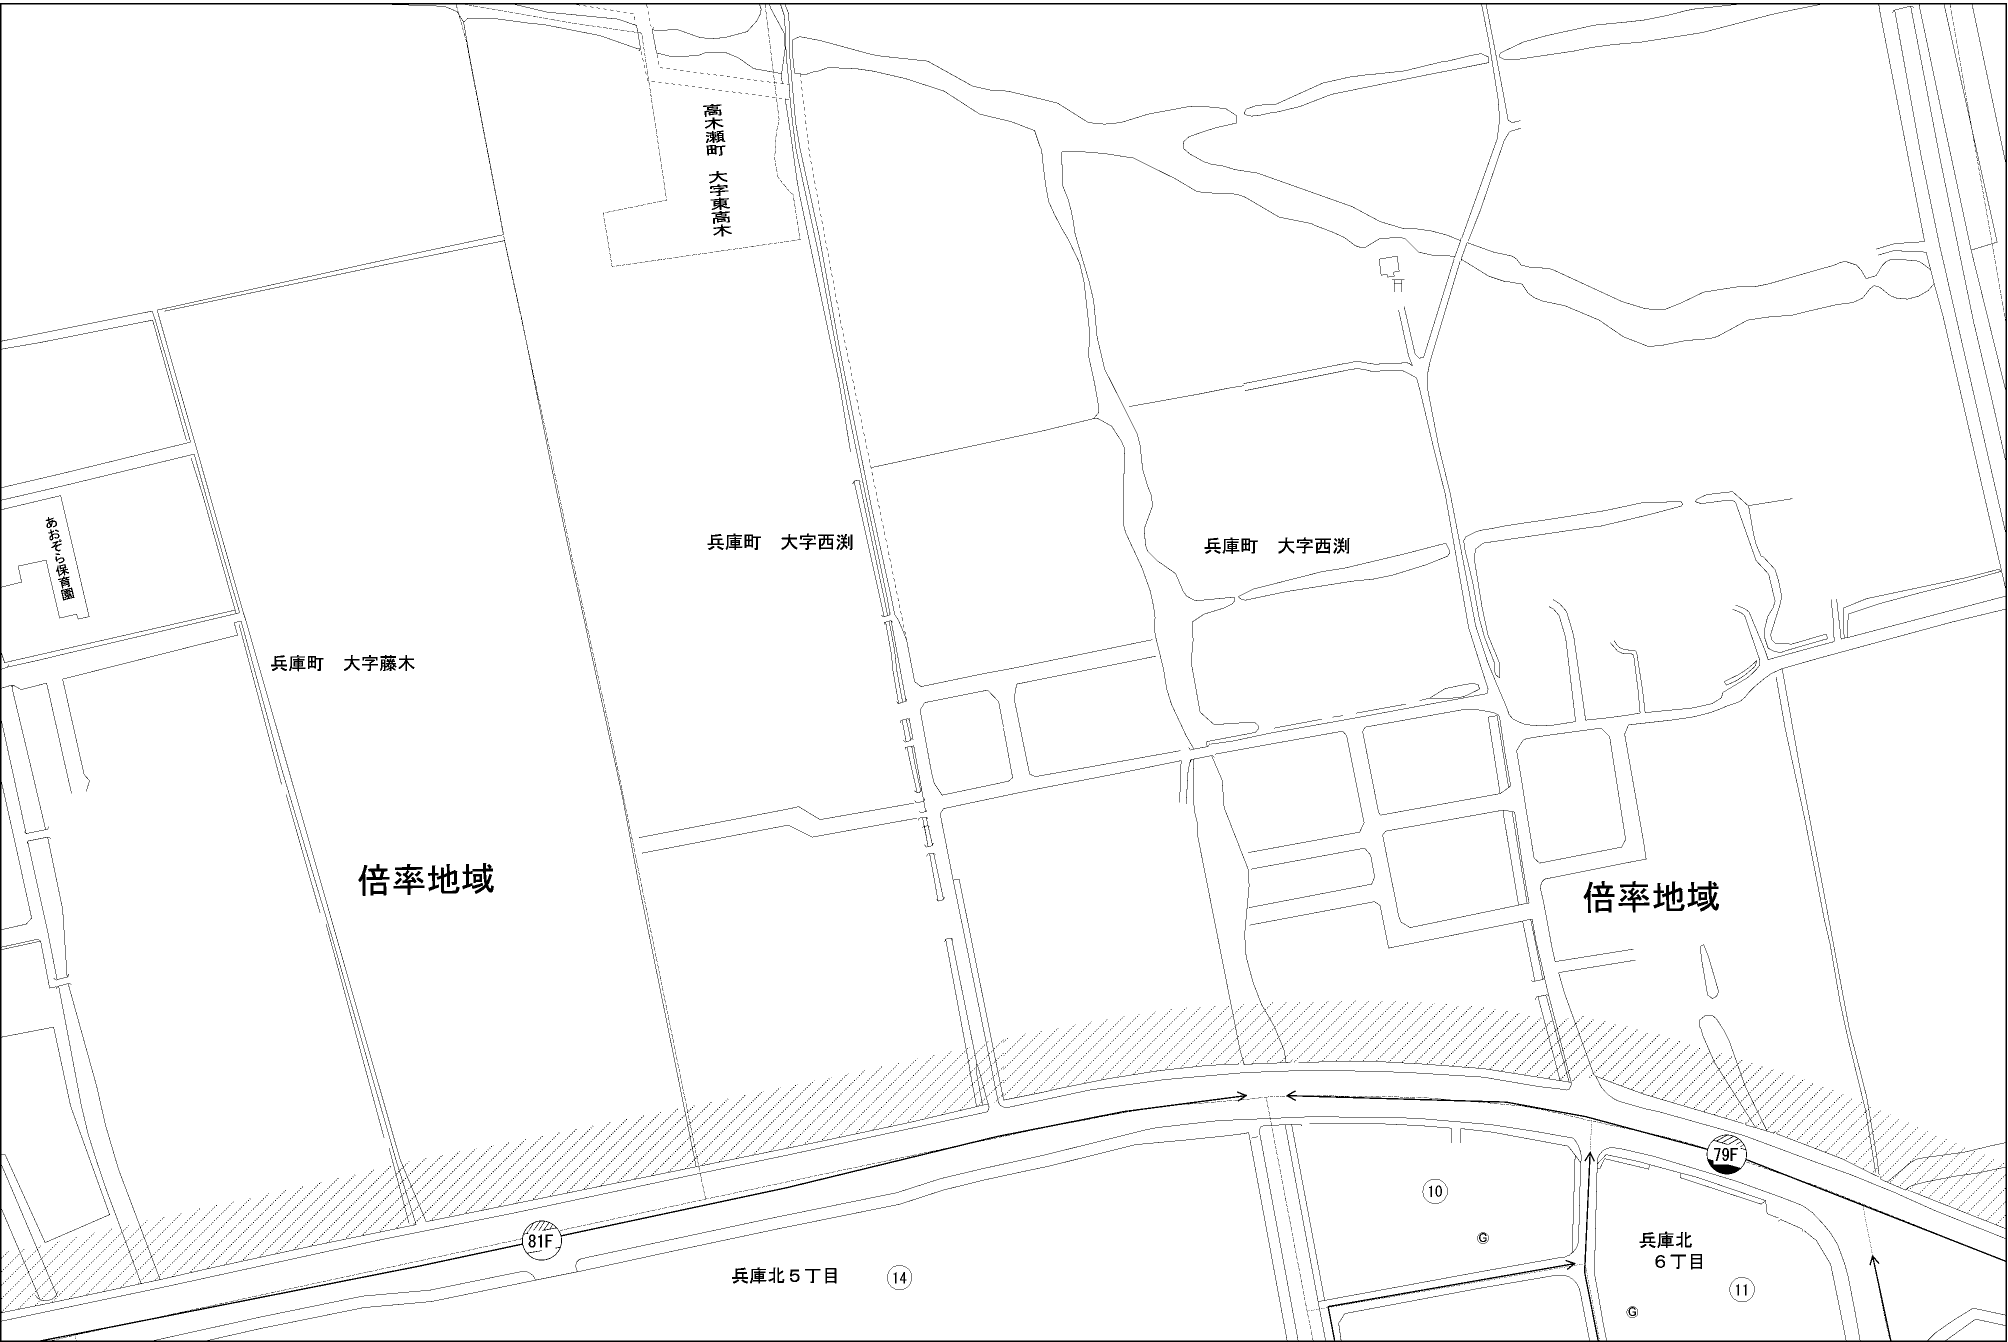 高木瀬町　大字東高木
兵庫町　大字西渕
兵庫町　大字西渕
あおぞら保育園
兵庫町　大字藤木
倍率地域
倍率地域
79F
10
81F
G
兵庫北
６丁目
兵庫北５丁目
14
11
G